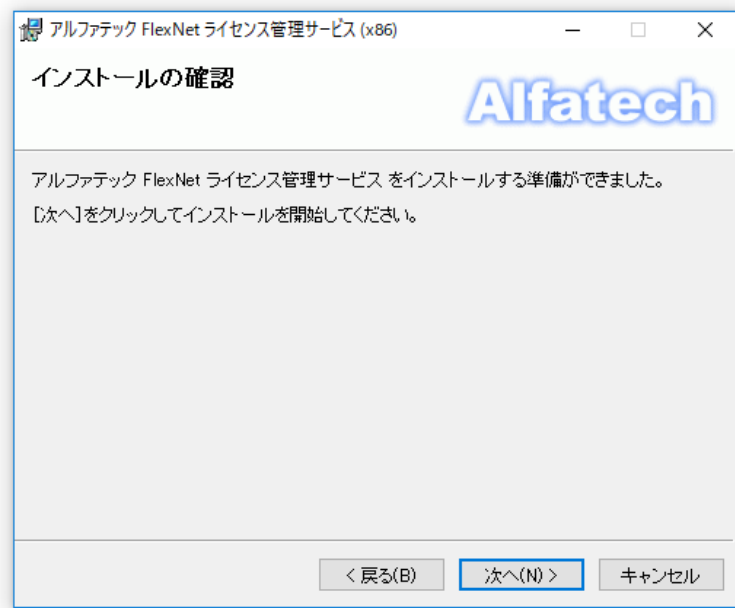 アルファテック FlexNet ライセンス管理サービス (x86)
インストールの確認
Alfatech
アルファテック FlexNet ライセンス管理サービス をインストールする準備ができました。
[次へ]をクリックしてインストールを開始してください。
< 戻る(B)
次へ(N) >
キャンセル